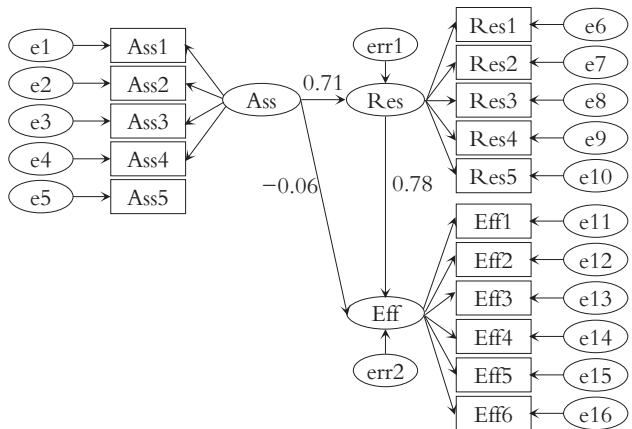 e1 Ass1
e2 Ass2
e3 Ass3
e4 Ass4
e5 Ass5
Ass
0.71
−0.06
err1
Res
0.78
Eff
err2
Res1 e6
Res2 e7
Res3 e8
Res4 e9
Res5 e10
Eff1 e11
Eff2 e12
Eff3 e13
Eff4 e14
Eff5 e15
Eff6 e16